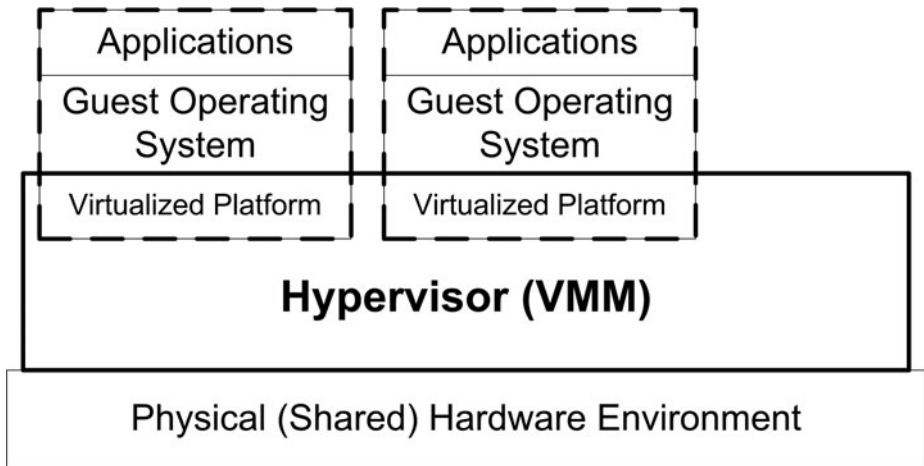 Applications
Guest Operating
System
Virtualized Platform
Applications
Guest Operating
System
Virtualized Platform
Hypervisor (VMM)
Physical (Shared) Hardware Environment